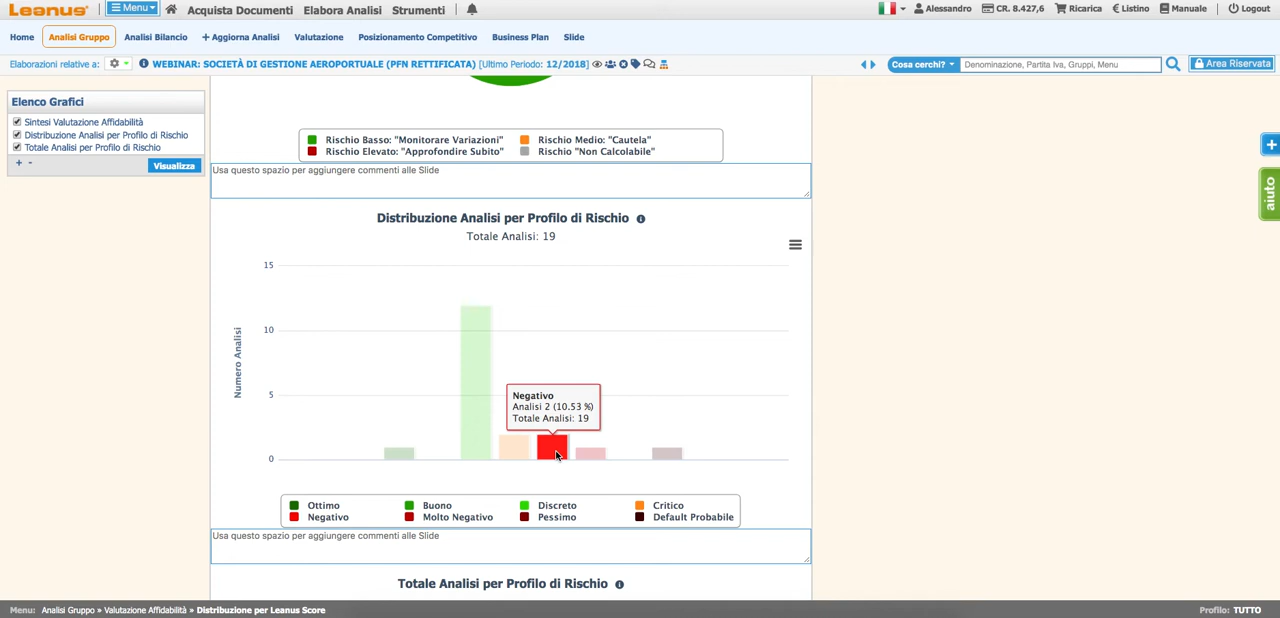 Leanus®
Menu
Acquista Documenti
Elabora Analisi
Strumenti
Alessandro
CR. 8.427,6
Ricarica
€ Listino
Manuale
Logout
Home
Analisi Gruppo
Analisi Bilancio
+ Aggiorna Analisi
Valutazione
Posizionamento Competitivo
Business Plan
Slide
Elaborazioni relative a:
WEBINAR: SOCIETÀ DI GESTIONE AEROPORTUALE (PFN RETTIFICATA) [Ultimo Periodo: 12/2018]
Cosa cerchi?
Denominazione, Partita Iva, Gruppi, Menu
Area Riservata
Elenco Grafici
Sintesi Valutazione Affidabilità
Distribuzione Analisi per Profilo di Rischio
Totale Analisi per Profilo di Rischio
+ -
Visualizza
aiuto
Rischio Basso: "Monitorare Variazioni"
Rischio Medio: "Cautela"
Rischio Elevato: "Approfondire Subito"
Rischio "Non Calcolabile"
Usa questo spazio per aggiungere commenti alle Slide
Distribuzione Analisi per Profilo di Rischio
Totale Analisi: 19
15
10
5
0
Numero Analisi
Negativo
Analisi 2 (10.53 %)
Totale Analisi: 19
Ottimo
Buono
Discreto
Critico
Negativo
Molto Negativo
Pessimo
Default Probabile
Usa questo spazio per aggiungere commenti alle Slide
Totale Analisi per Profilo di Rischio
Menu: Analisi Gruppo » Valutazione Affidabilità » Distribuzione per Leanus Score
Profilo: TUTTO